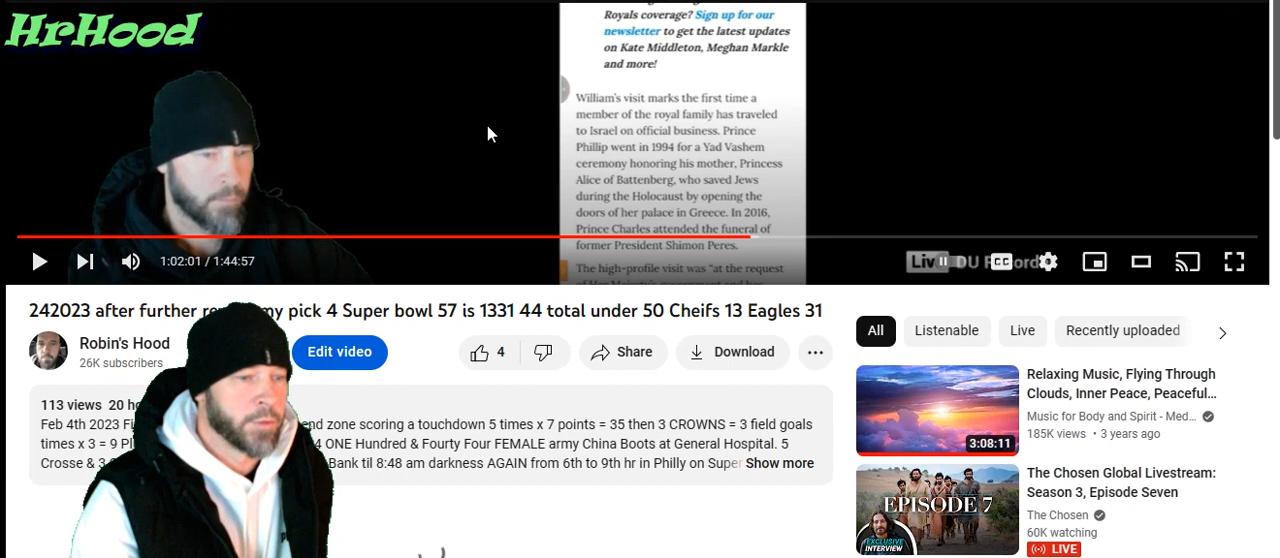 HrHood
Royals coverage? Sign up for our
newsletter to get the latest updates
on Kate Middleton, Meghan Markle
and more!
William's visit marks the first time a
member of the royal family has traveled
to Israel on official business. Prince
Phillip went in 1994 for a Yad Vashem
ceremony honoring his mother, Princess
Alice of Battenberg, who saved Jews
during the Holocaust by opening the
doors of her palace in Greece. In 2016,
Prince Charles attended the funeral of
former President Shimon Peres.
The high-profile visit was "at the request
1:02:01 / 1:44:57
Liv DU R ord
CC
242023 after further my pick 4 Super bowl 57 is 1331 44 total under 50 Cheifs 13 Eagles 31
Robin's Hood
26K subscribers
Edit video
4
Share
Download
113 views 20
Feb 4th 2023 end zone scoring a touchdown 5 times x 7 points = 35 then 3 CROWNS = 3 field goals
times x 3 = 9 4 ONE Hundred & Fourty Four FEMALE army China Boots at General Hospital. 5
Crosse & 3 Bank til 8:48 am darkness AGAIN from 6th to 9th hr in Philly on Super Show more
All
Listenable
Live
Recently uploaded
Relaxing Music, Flying Through
Clouds, Inner Peace, Peaceful...
Music for Body and Spirit - Med...
185K views • 3 years ago
3:08:11
The Chosen Global Livestream:
Season 3, Episode Seven
The Chosen
60K watching
LIVE
EPISODE 7
EXCLUSIVE
INTERVIEW